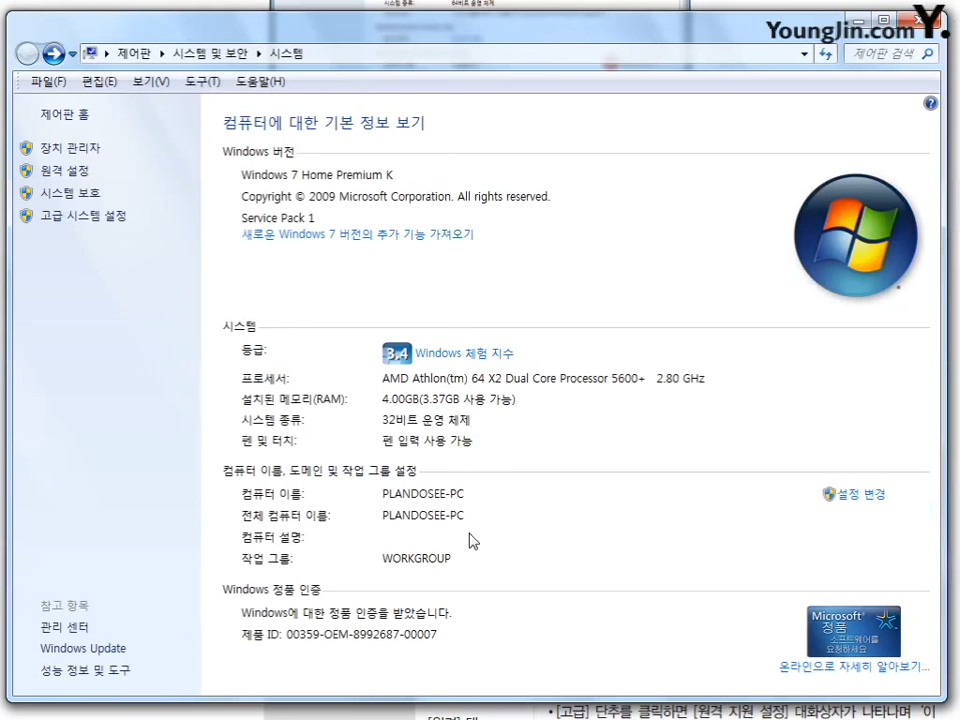 시스템 종류: 64비트 운영 체제
YoungJin.com Y.
제어판 시스템 및 보안 시스템
제어판 검색
파일(F) 편집(E) 보기(V) 도구(T) 도움말(H)
제어판 홈
장치 관리자
원격 설정
시스템 보호
고급 시스템 설정
컴퓨터에 대한 기본 정보 보기
Windows 버전
Windows 7 Home Premium K
Copyright © 2009 Microsoft Corporation. All rights reserved.
Service Pack 1
새로운 Windows 7 버전의 추가 기능 가져오기
시스템
등급: 3.4 Windows 체험 지수
프로세서: AMD Athlon(tm) 64 X2 Dual Core Processor 5600+ 2.80 GHz
설치된 메모리(RAM): 4.00GB(3.37GB 사용 가능)
시스템 종류: 32비트 운영 체제
펜 및 터치: 펜 입력 사용 가능
컴퓨터 이름, 도메인 및 작업 그룹 설정
컴퓨터 이름: PLANDOSEE-PC
설정 변경
전체 컴퓨터 이름: PLANDOSEE-PC
컴퓨터 설명:
작업 그룹: WORKGROUP
Windows 정품 인증
Windows에 대한 정품 인증을 받았습니다.
제품 ID: 00359-OEM-8992687-00007
Microsoft
정품
소프트웨어를
요청하세요
온라인으로 자세히 알아보기...
참고 항목
관리 센터
Windows Update
성능 정보 및 도구
• [고급] 단추를 클릭하면 [원격 지원 설정] 대화상자가 나타나며 '이